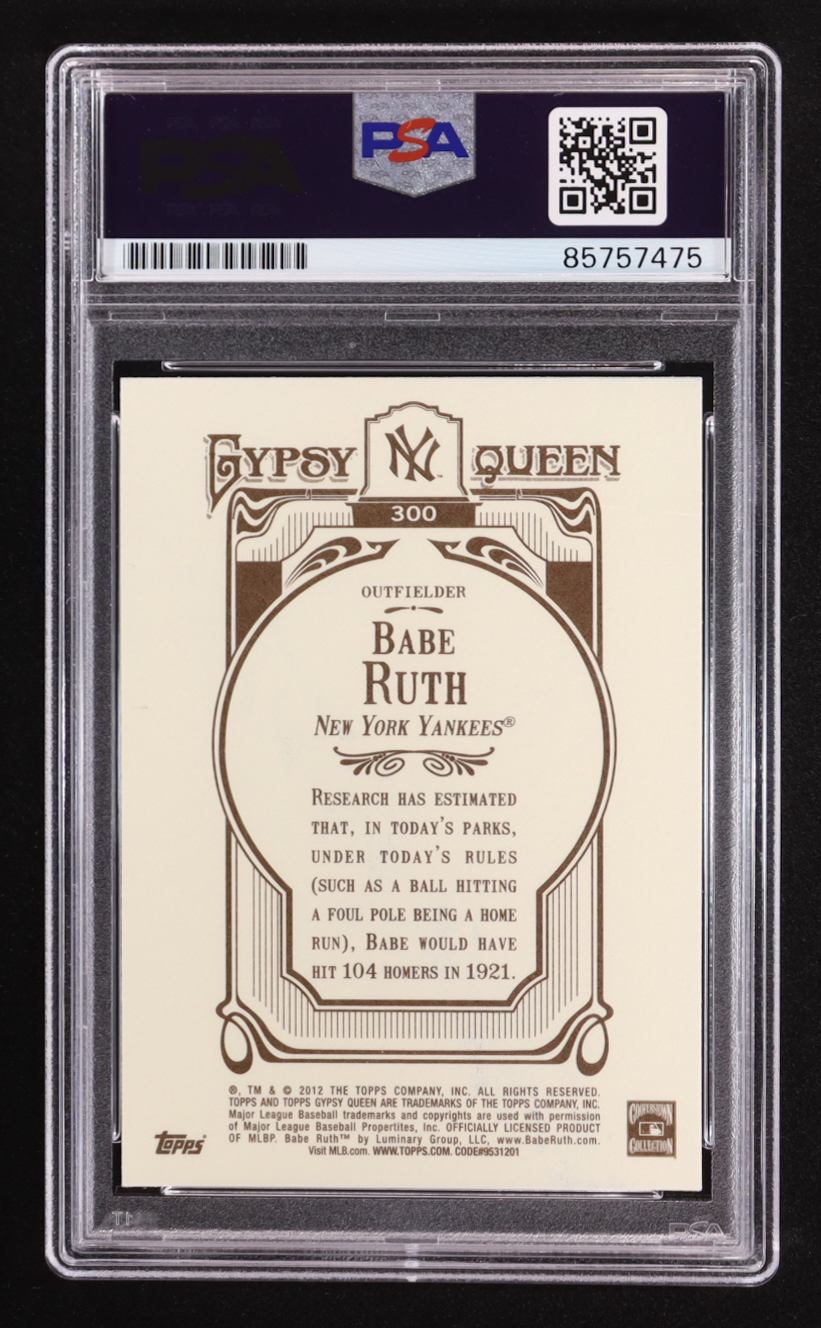 PSA
85757475
GYPSY NY QUEEN
300
OUTFIELDER
BABE
RUTH
NEW YORK YANKEES®
RESEARCH HAS ESTIMATED
THAT, IN TODAY'S PARKS,
UNDER TODAY'S RULES
(SUCH AS A BALL HITTING
A FOUL POLE BEING A HOME
RUN), BABE WOULD HAVE
HIT 104 HOMERS IN 1921.
®, TM & © 2012 THE TOPPS COMPANY, INC. ALL RIGHTS RESERVED.
TOPPS AND TOPPS GYPSY QUEEN ARE TRADEMARKS OF THE TOPPS COMPANY, INC.
Major League Baseball trademarks and copyrights are used with permission
of Major League Baseball Propertites, Inc. OFFICIALLY LICENSED PRODUCT
OF MLBP. Babe Ruth™ by Luminary Group, LLC, www.BabeRuth.com.
Visit MLB.com. WWW.TOPPS.COM. CODE#9531201
topps
COOPERSTOWN
COLLECTION
PSA